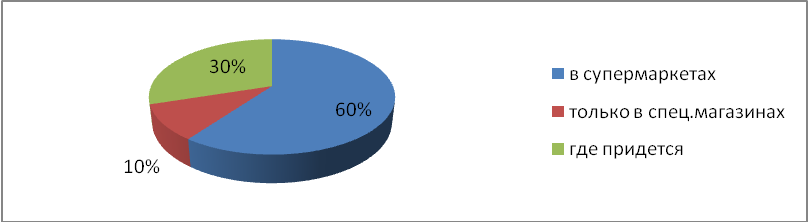 30%
60%
10%
в супермаркетах
только в спец.магазинах
где придется